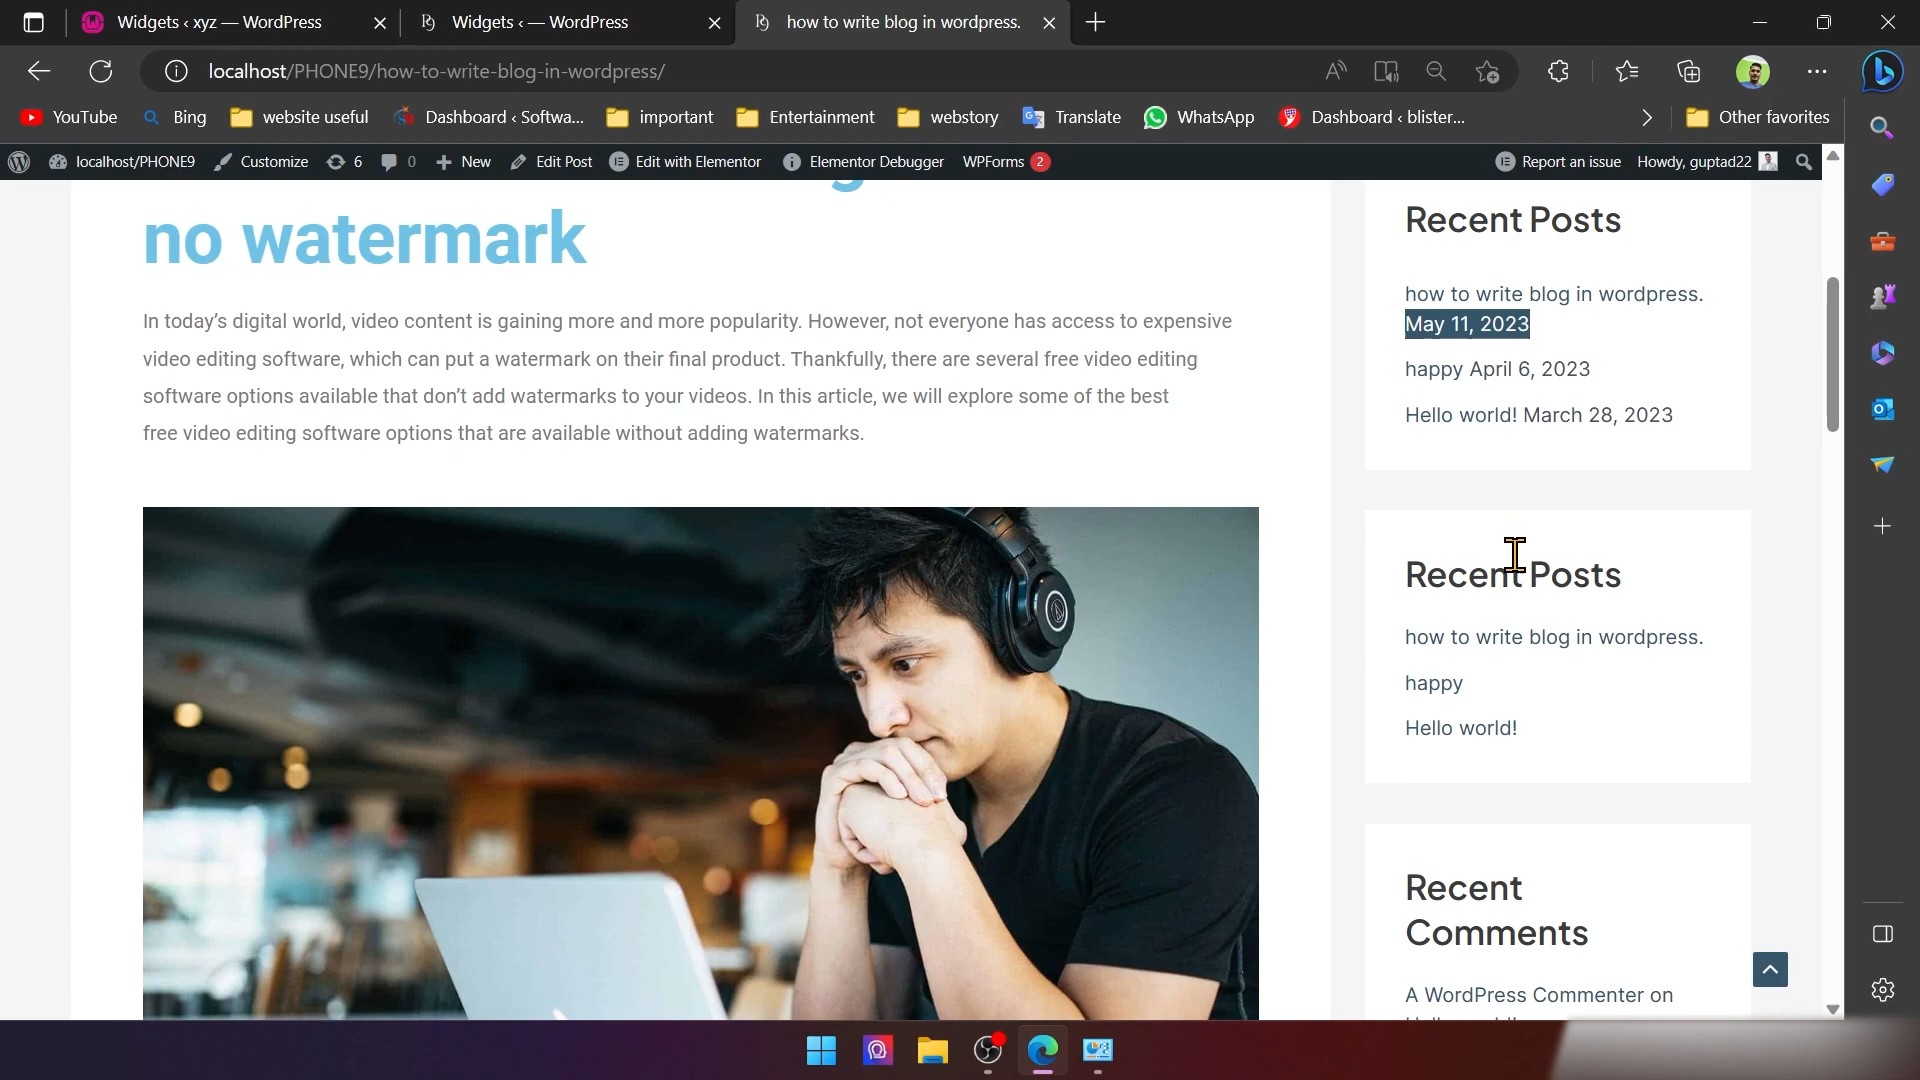 Widgets ‹ xyz — WordPress
Widgets ‹ — WordPress
how to write blog in wordpress.
localhost/PHONE9/how-to-write-blog-in-wordpress/
YouTube
Bing
website useful
Dashboard ‹ Softwa...
important
Entertainment
webstory
Translate
WhatsApp
Dashboard ‹ blister...
Other favorites
localhost/PHONE9
Customize
6
0
New
Edit Post
Edit with Elementor
Elementor Debugger
WPForms 2
Report an issue
Howdy, guptad22
no watermark
In today's digital world, video content is gaining more and more popularity. However, not everyone has access to expensive
video editing software, which can put a watermark on their final product. Thankfully, there are several free video editing
software options available that don't add watermarks to your videos. In this article, we will explore some of the best
free video editing software options that are available without adding watermarks.
Recent Posts
how to write blog in wordpress.
May 11, 2023
happy April 6, 2023
Hello world! March 28, 2023
Recent Posts
how to write blog in wordpress.
happy
Hello world!
Recent
Comments
A WordPress Commenter on